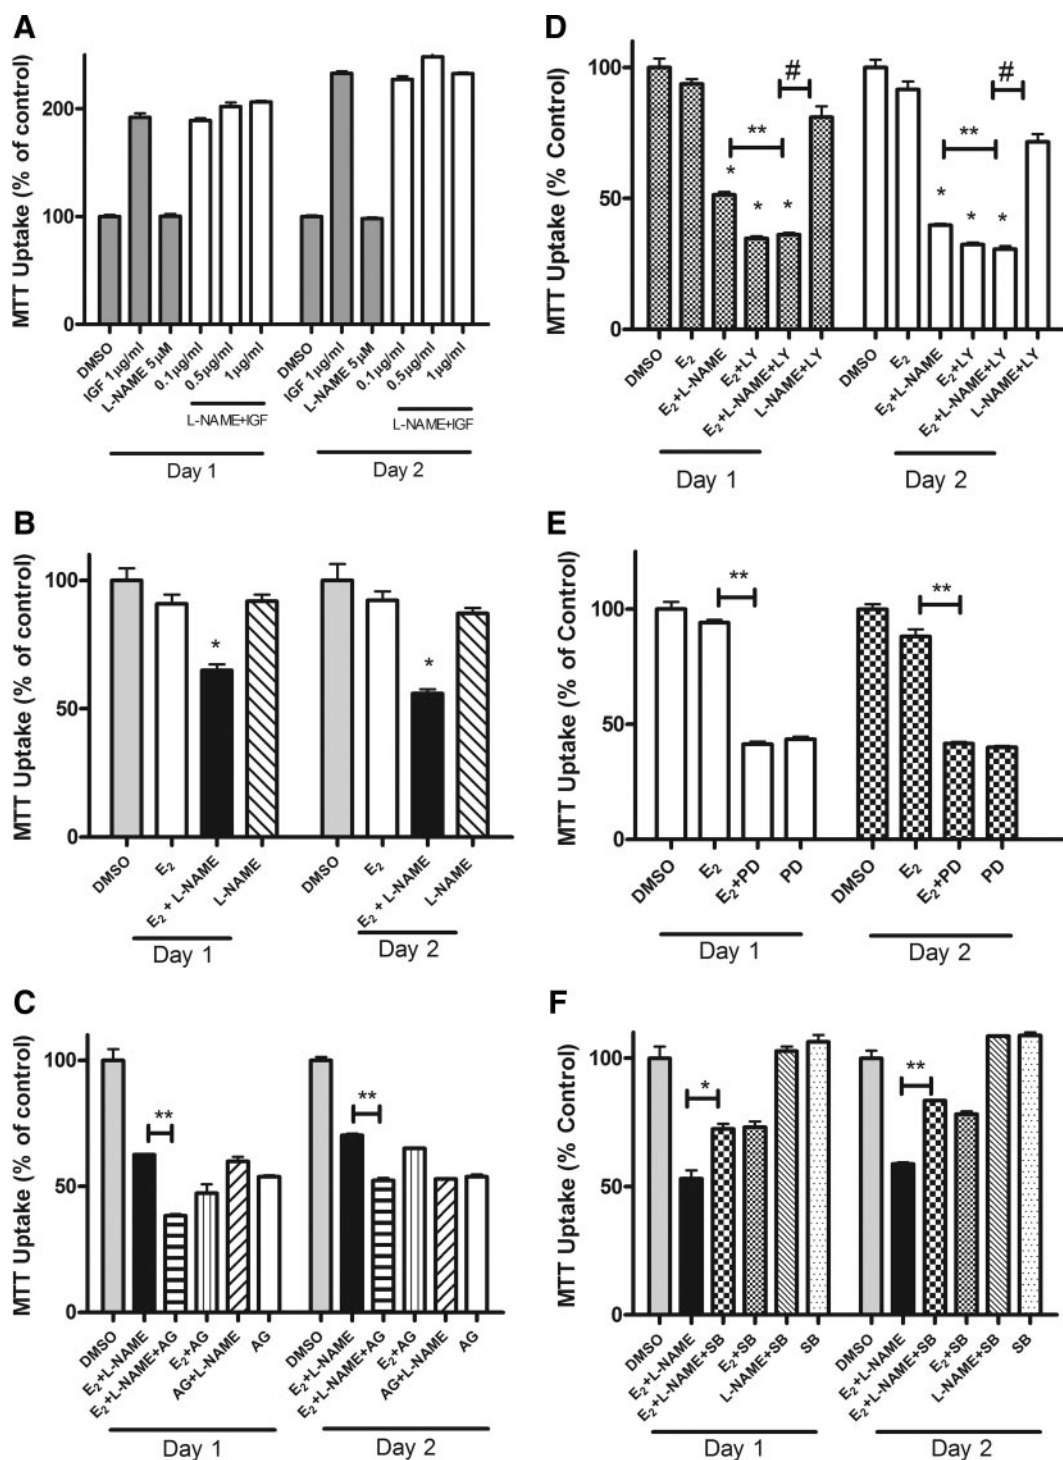 A
MTT Uptake (% of control)
200
100
0
DMSO
IGF 1µg/ml
L-NAME 5µM
0.1µg/ml
0.5µg/ml
1µg/ml
DMSO
IGF 1µg/ml
L-NAME 5µM
0.1µg/ml
0.5µg/ml
1µg/ml
L-NAME+IGF
L-NAME+IGF
Day 1
Day 2
B
MTT Uptake (% of control)
100
50
0
*
*
DMSO
E₂
E₂ + L-NAME
L-NAME
DMSO
E₂
E₂ + L-NAME
L-NAME
Day 1
Day 2
C
MTT Uptake (% of control)
100
50
0
**
**
DMSO
E₂+L-NAME
E₂+L-NAME+AG
E₂+AG
AG+L-NAME
AG
DMSO
E₂+L-NAME
E₂+L-NAME+AG
E₂+AG
AG+L-NAME
AG
Day 1
Day 2
D
MTT Uptake (% Control)
100
50
0
#
#
**
**
*
*
*
*
*
*
DMSO
E₂
E₂+L-NAME
E₂+LY
E₂+L-NAME+LY
L-NAME+LY
DMSO
E₂
E₂+L-NAME
E₂+LY
E₂+L-NAME+LY
L-NAME+LY
Day 1
Day 2
E
MTT Uptake (% of Control)
100
50
0
**
**
DMSO
E₂
E₂+PD
PD
DMSO
E₂
E₂+PD
PD
Day 1
Day 2
F
MTT Uptake (% Control)
100
50
0
*
**
DMSO
E₂+L-NAME
E₂+L-NAME+SB
E₂+SB
L-NAME+SB
SB
DMSO
E₂+L-NAME
E₂+L-NAME+SB
E₂+SB
L-NAME+SB
SB
Day 1
Day 2